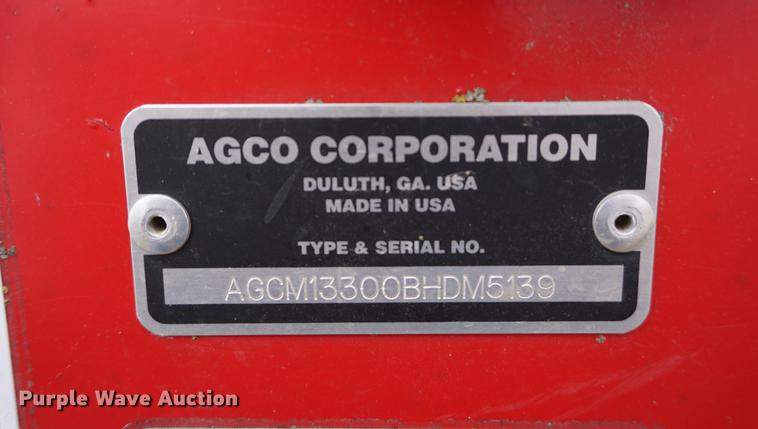 AGCO CORPORATION
DULUTH, GA. USA
MADE IN USA
TYPE & SERIAL NO.
AGCM13300BHDM5139
Purple Wave Auction